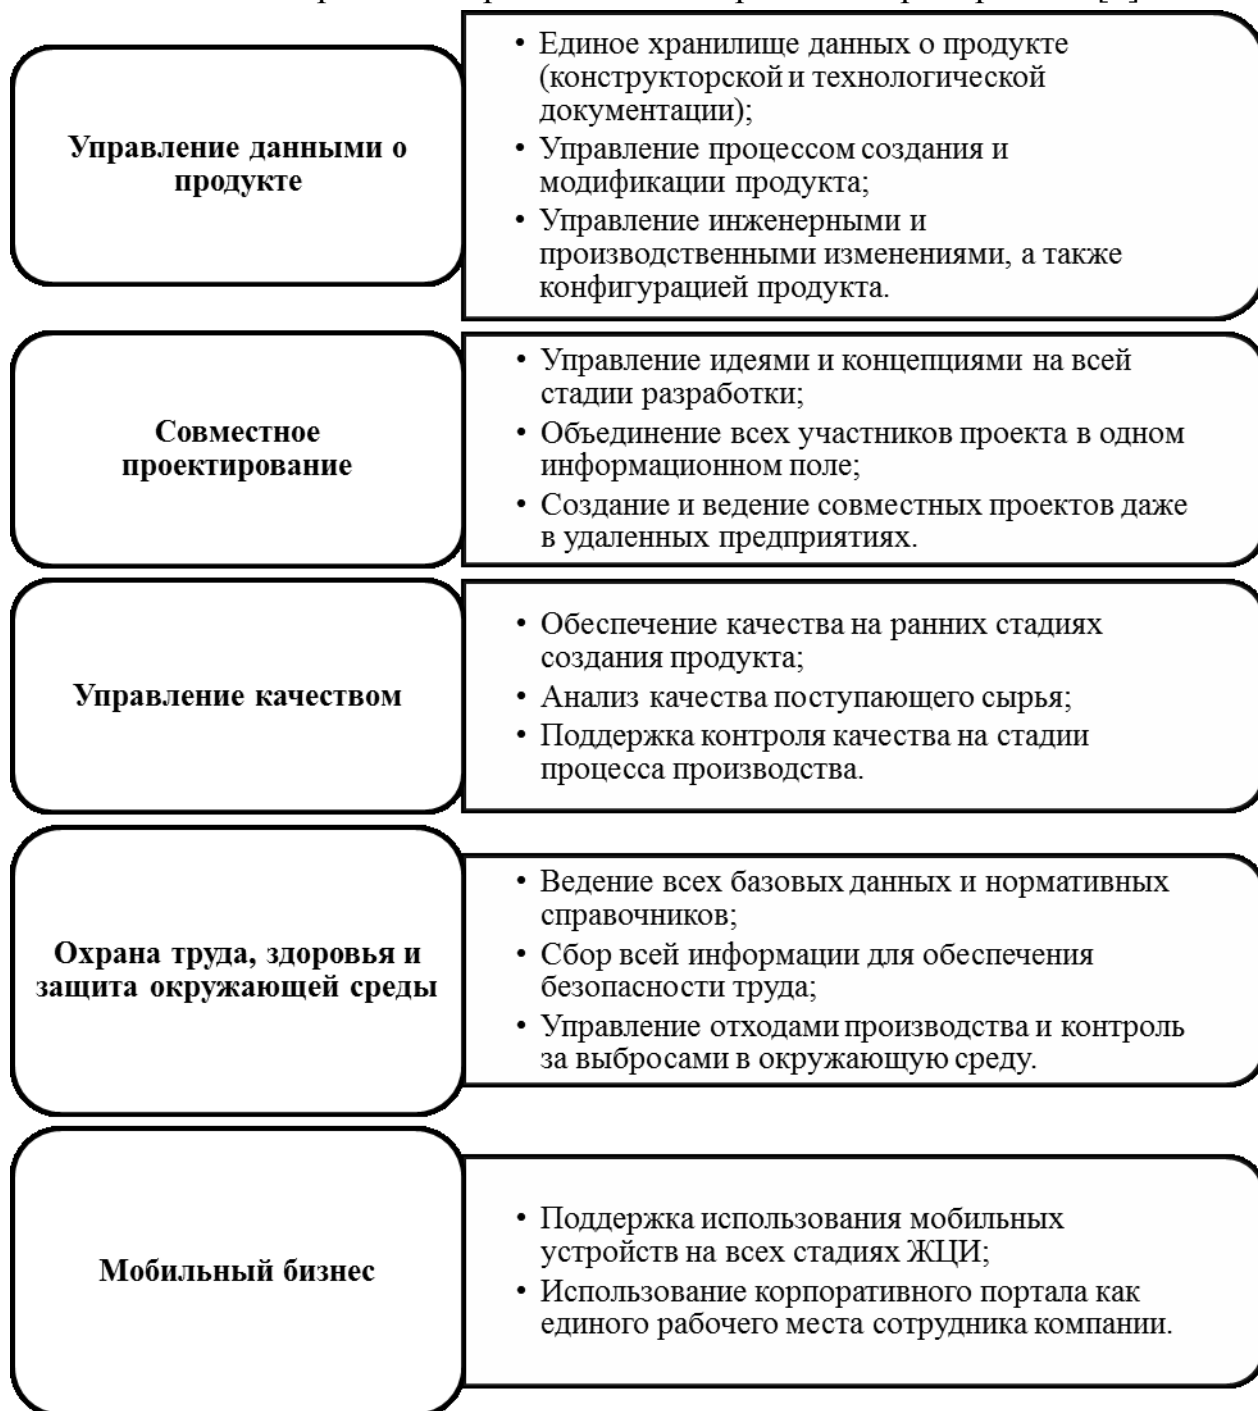 Управление данными о
продукте
• Единое хранилище данных о продукте
(конструкторской и технологической
документации);
• Управление процессом создания и
модификации продукта;
• Управление инженерными и
производственными изменениями, а также
конфигурацией продукта.
Совместное
проектирование
• Управление идеями и концепциями на всей
стадии разработки;
• Объединение всех участников проекта в одном
информационном поле;
• Создание и ведение совместных проектов даже
в удаленных предприятиях.
Управление качеством
• Обеспечение качества на ранних стадиях
создания продукта;
• Анализ качества поступающего сырья;
• Поддержка контроля качества на стадии
процесса производства.
Охрана труда, здоровья и
защита окружающей среды
• Ведение всех базовых данных и нормативных
справочников;
• Сбор всей информации для обеспечения
безопасности труда;
• Управление отходами производства и контроль
за выбросами в окружающую среду.
Мобильный бизнес
• Поддержка использования мобильных
устройств на всех стадиях ЖЦИ;
• Использование корпоративного портала как
единого рабочего места сотрудника компании.